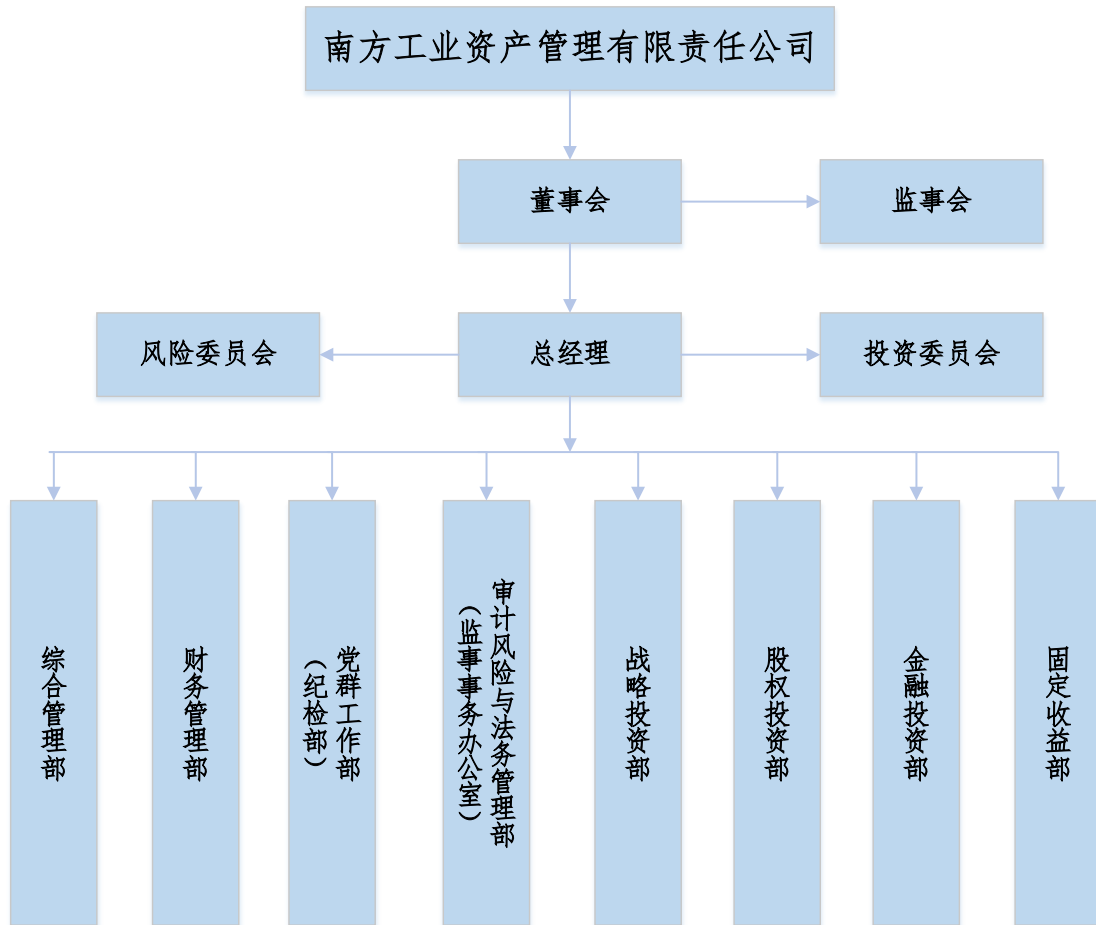 南方工业资产管理有限责任公司
董事会
监事会
风险委员会
总经理
投资委员会
综合管理部
财务管理部
党群工作部
（纪检部）
审计风险与法务管理部
（监事事务办公室）
战略投资部
股权投资部
金融投资部
固定收益部